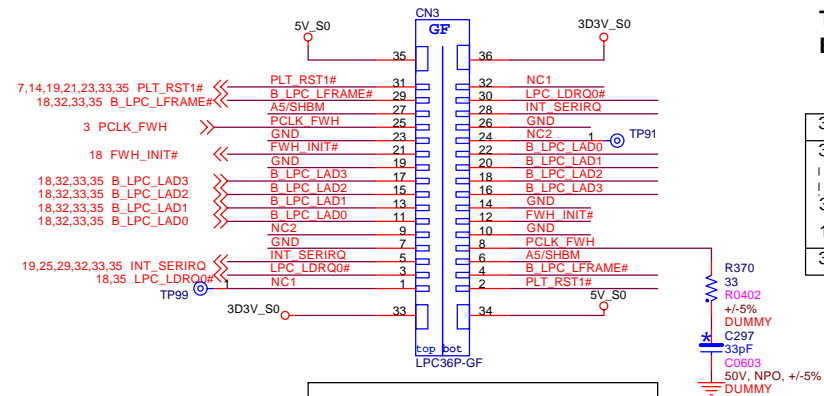 CN3
5V_S0
GF
3D3V_S0
35
36
7,14,19,21,23,33,35 PLT_RST1#
PLT_RST1#
31
32
NC1
18,32,33,35 B_LPC_LFRAME#
B_LPC_LFRAME#
29
30
LPC_LDRQ0#
A5/SHBM
27
28
INT_SERIRQ
3 PCLK_FWH
PCLK_FWH
25
26
GND
GND
23
24
NC2
1
TP91
18 FWH_INIT#
FWH_INIT#
21
22
B_LPC_LAD0
GND
19
20
B_LPC_LAD1
18,32,33,35 B_LPC_LAD3
B_LPC_LAD3
17
18
B_LPC_LAD2
18,32,33,35 B_LPC_LAD2
B_LPC_LAD2
15
16
B_LPC_LAD3
18,32,33,35 B_LPC_LAD1
B_LPC_LAD1
13
14
GND
18,32,33,35 B_LPC_LAD0
B_LPC_LAD0
11
12
FWH_INIT#
NC2
9
10
GND
GND
7
8
PCLK_FWH
19,25,29,32,33,35 INT_SERIRQ
INT_SERIRQ
5
6
A5/SHBM
18,35 LPC_LDRQ0#
LPC_LDRQ0#
3
4
B_LPC_LFRAME#
TP99
1
NC1
1
2
PLT_RST1#
3D3V_S0
33
34
5V_S0
top bot
LPC36P-GF
R370
33
R0402
+/-5%
DUMMY
C297
33pF
C0603
50V, NPO, +/-5%
DUMMY
3
3
3
1
3